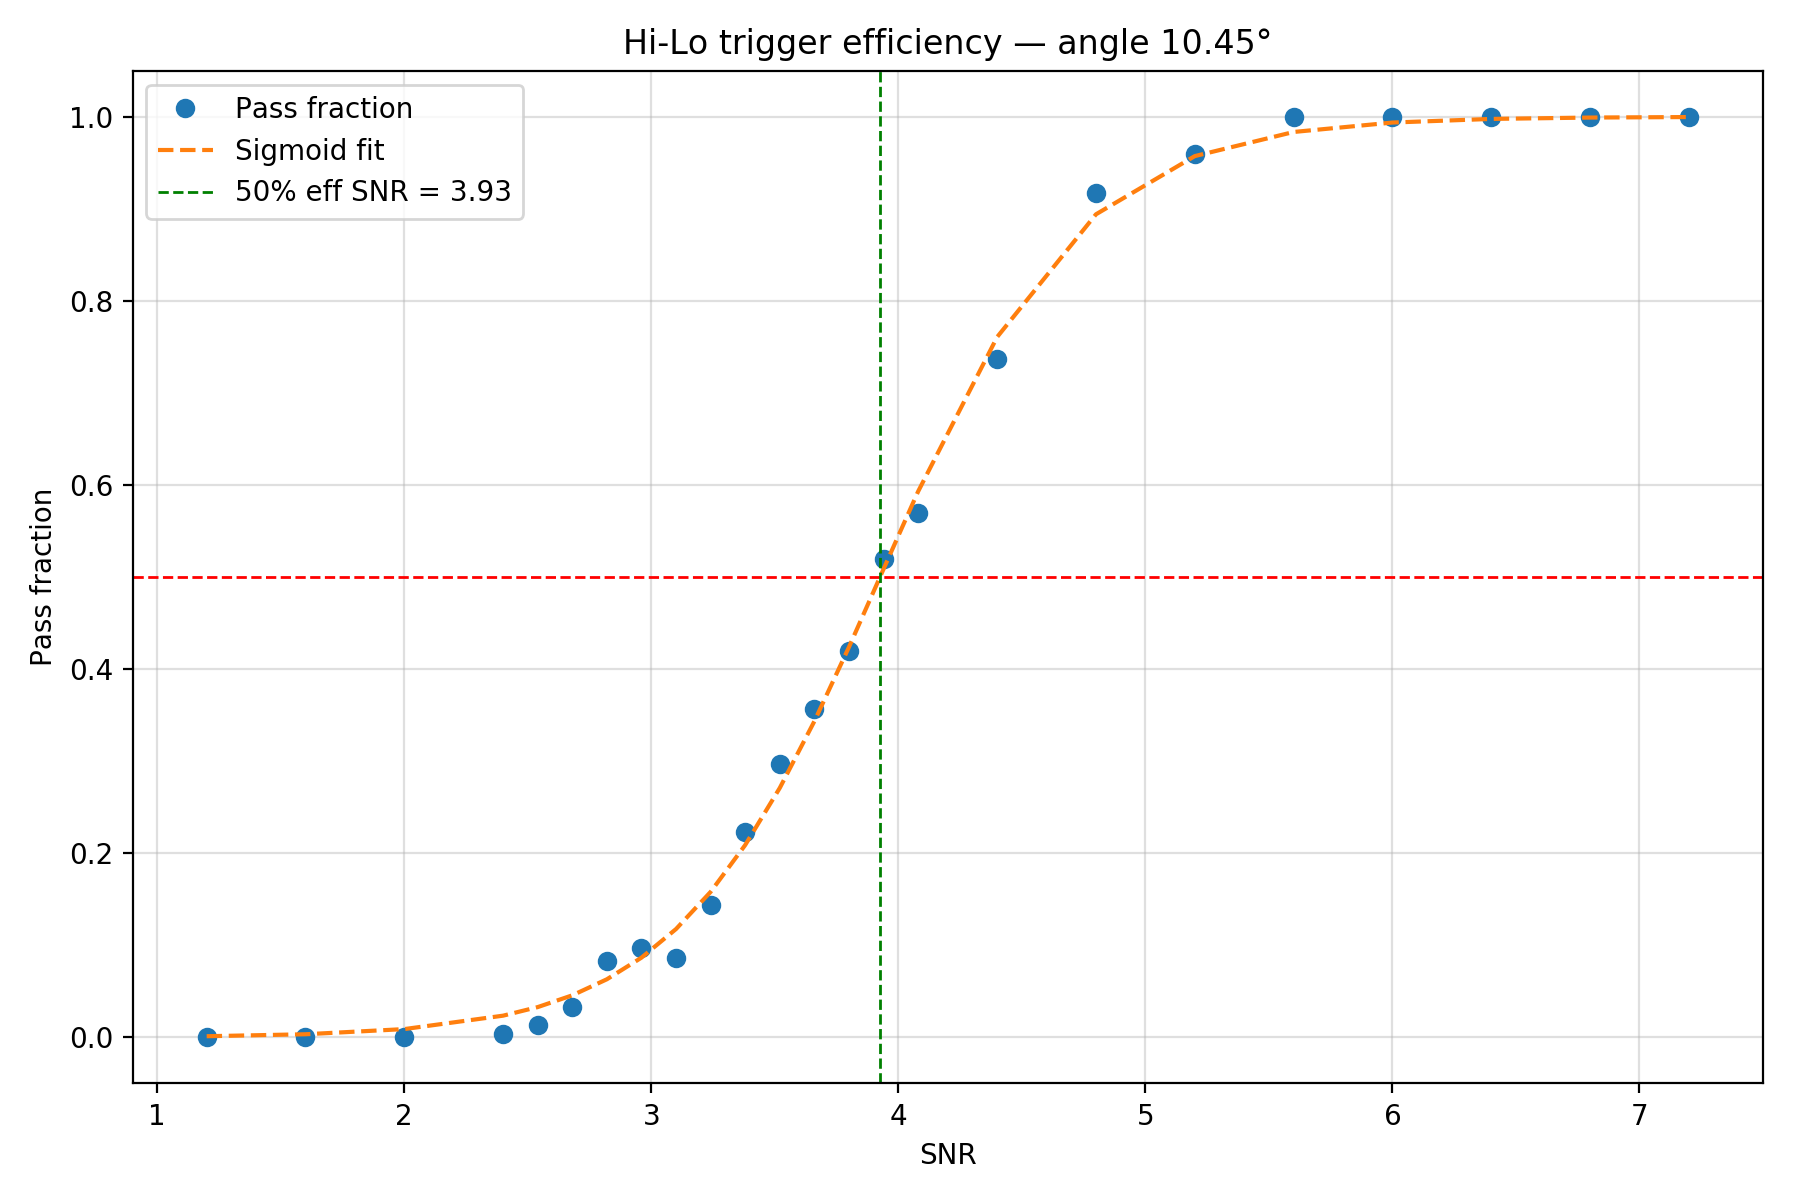 Hi-Lo trigger efficiency — angle 10.45°
Pass fraction
Sigmoid fit
50% eff SNR = 3.93
1.0
0.8
0.6
0.4
0.2
0.0
Pass fraction
1 2 3 4 5 6 7
SNR